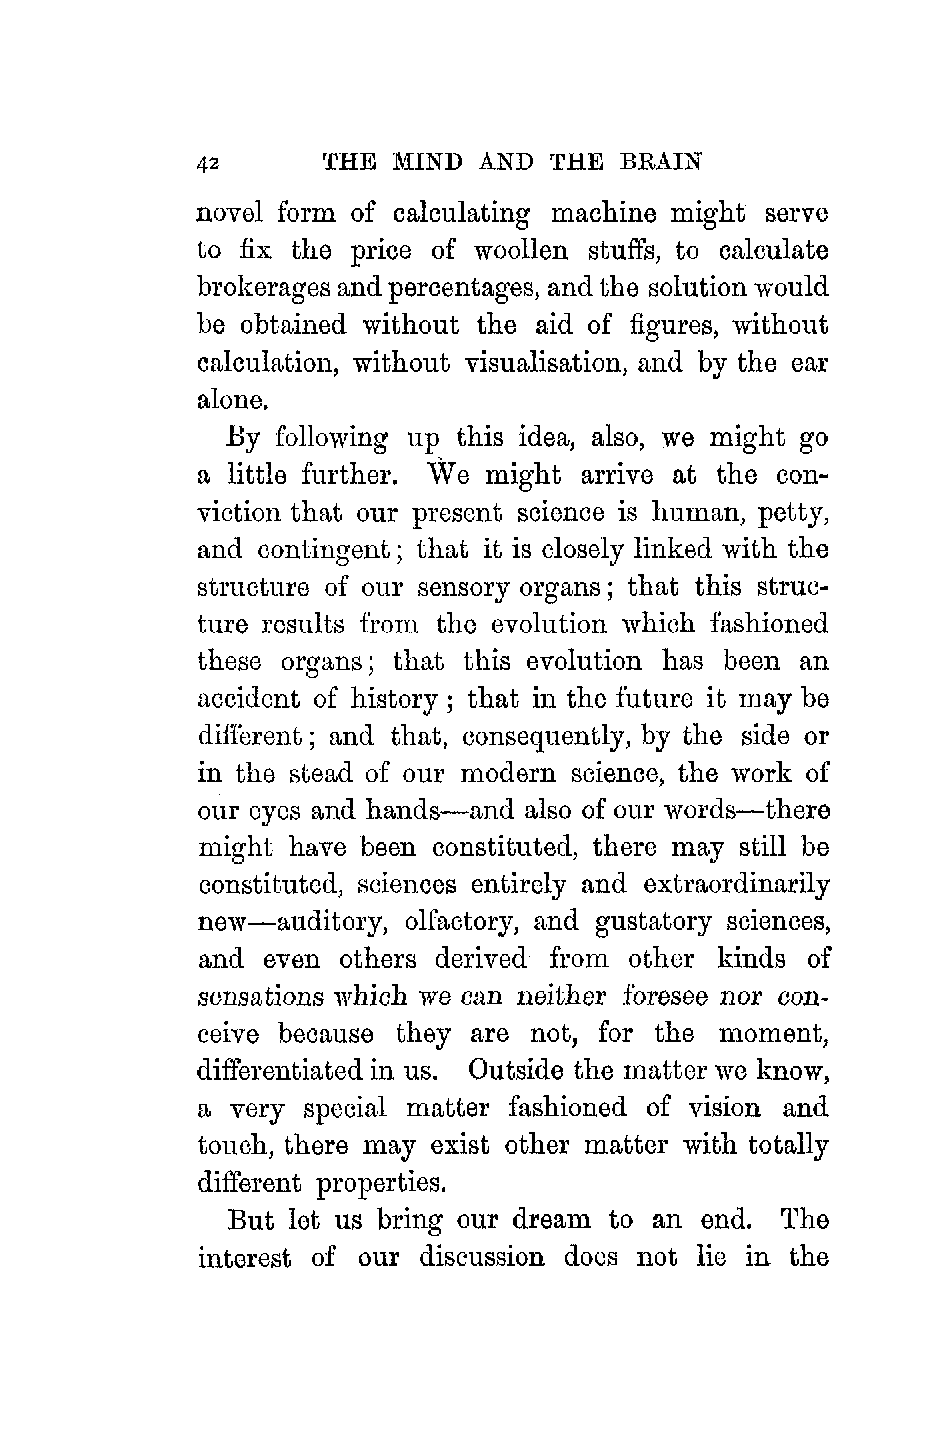 42 THE MIND AND THE BRAIN
novel form of calculating machine might serve
to fix the price of woollen stuffs, to calculate
brokerages and percentages, and the solution would
be obtained without the aid of figures, without
calculation, without visualisation, and by the ear
alone.
By following up this idea, also, we might go
a little further. We might arrive at the con-
viction that our present science is human, petty,
and contingent; that it is closely linked with the
structure of our sensory organs; that this struc-
ture results from the evolution which fashioned
these organs; that this evolution has been an
accident of history; that in the future it may be
different; and that, consequently, by the side or
in the stead of our modern science, the work of
our eyes and hands—and also of our words—there
might have been constituted, there may still be
constituted, sciences entirely and extraordinarily
new—auditory, olfactory, and gustatory sciences,
and even others derived from other kinds of
sensations which we can neither foresee nor con-
ceive because they are not, for the moment,
differentiated in us. Outside the matter we know,
a very special matter fashioned of vision and
touch, there may exist other matter with totally
different properties.
But let us bring our dream to an end. The
interest of our discussion does not lie in the